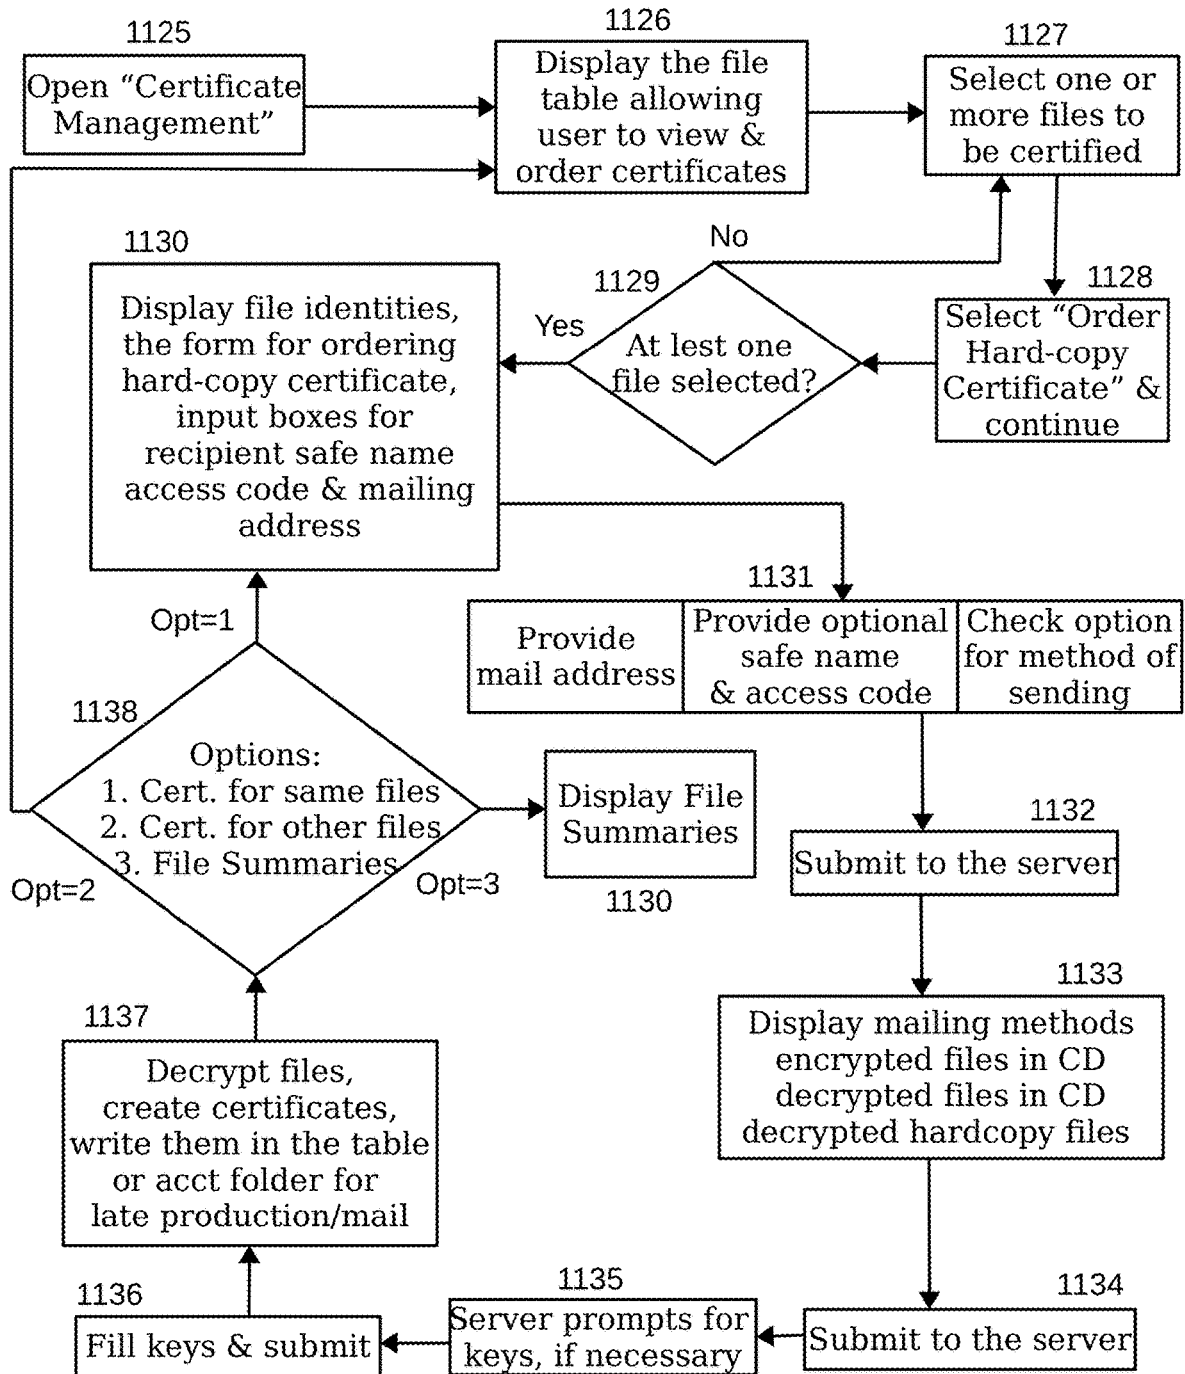 1125
Open “Certificate
Management”
1126
Display the file
table allowing
user to view &
order certificates
1127
Select one or
more files to
be certified
1128
Select “Order
Hard-copy
Certificate” &
continue
1129
At lest one
file selected?
No
Yes
1130
Display file identities,
the form for ordering
hard-copy certificate,
input boxes for
recipient safe name
access code & mailing
address
1131
Provide
mail address
Provide optional
safe name
& access code
Check option
for method of
sending
1132
Submit to the server
1133
Display mailing methods
encrypted files in CD
decrypted files in CD
decrypted hardcopy files
1134
Submit to the server
1135
Server prompts for
keys, if necessary
1136
Fill keys & submit
1137
Decrypt files,
create certificates,
write them in the table
or acct folder for
late production/mail
1138
Options:
1. Cert. for same files
2. Cert. for other files
3. File Summaries
Opt=1
Opt=2
Opt=3
Display File
Summaries
1130